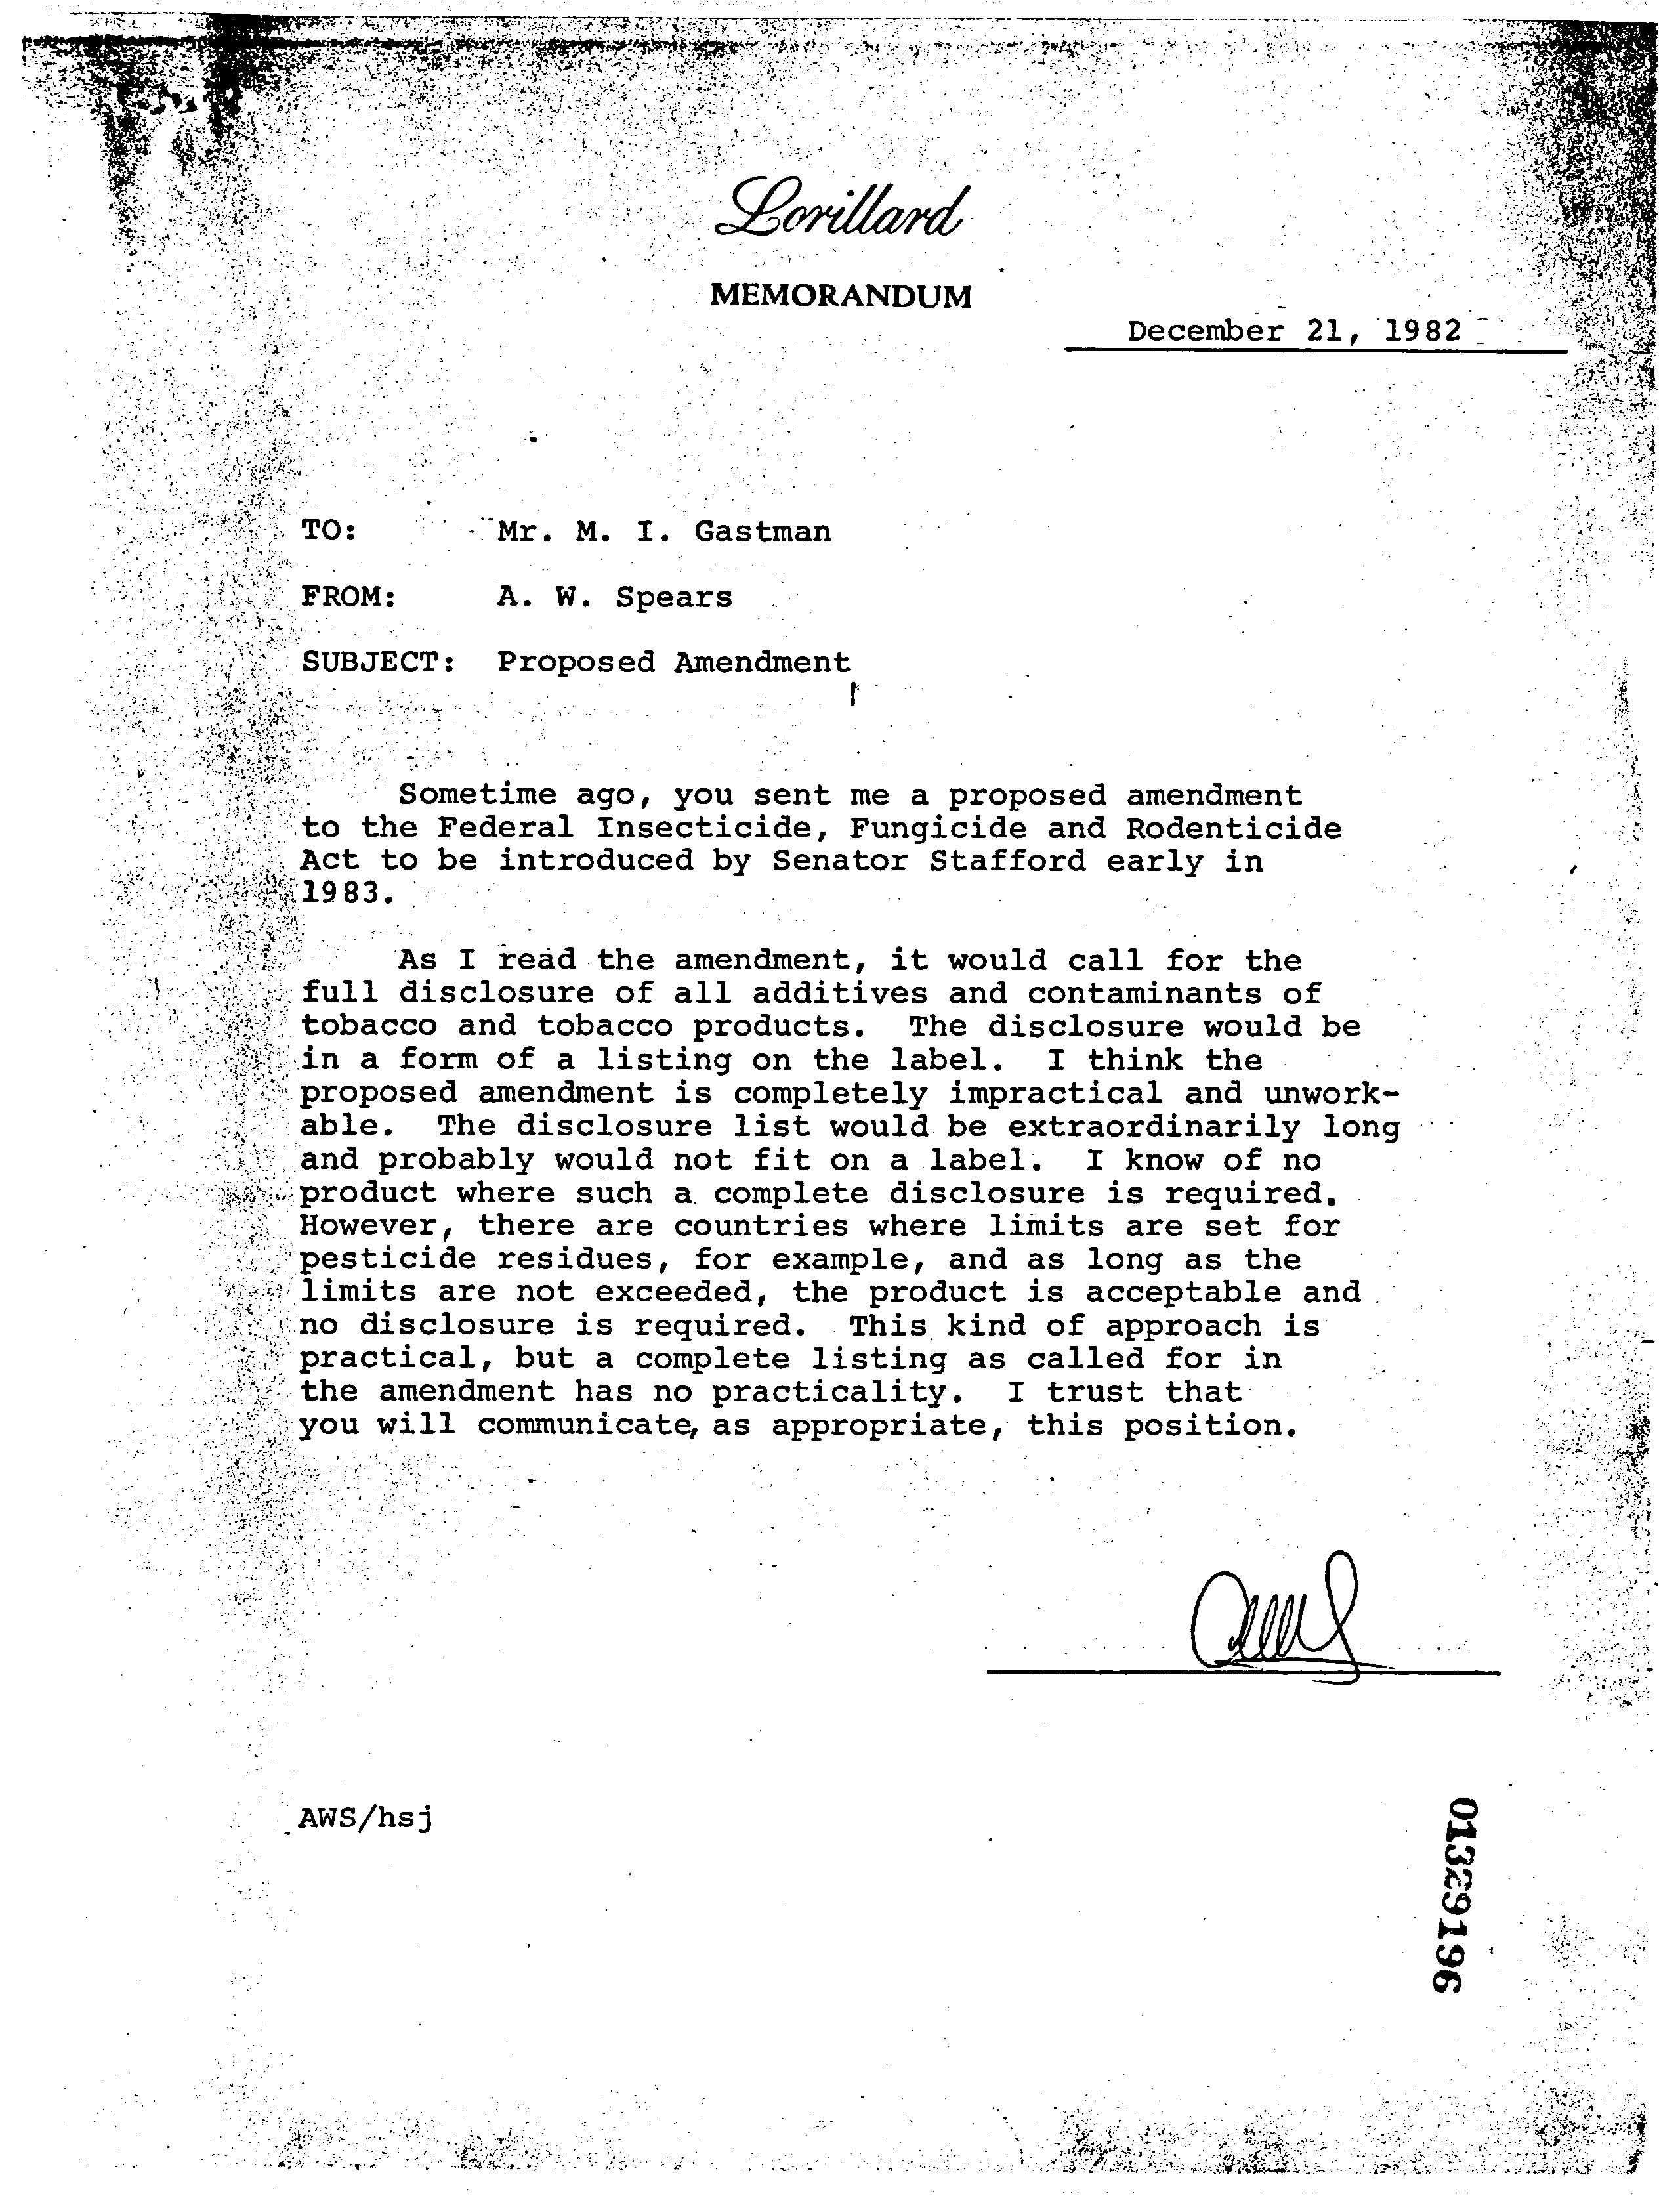 Lorillard
MEMORANDUM
December 21, 1982
TO: Mr. M. I. Gastman
FROM: A. W. Spears
SUBJECT: Proposed Amendment
Sometime ago, you sent me a proposed amendment
to the Federal Insecticide, Fungicide and Rodenticide
Act to be introduced by Senator Stafford early in
1983.
As I read the amendment, it would call for the
full disclosure of all additives and contaminants of
tobacco and tobacco products. The disclosure would be
in a form of a listing on the label. I think the
proposed amendment is completely impractical and unwork-
able. The disclosure list would be extraordinarily long
and probably would not fit on a label. I know of no
product where such a complete disclosure is required.
However, there are countries where limits are set for
pesticide residues, for example, and as long as the
limits are not exceeded, the product is acceptable and
no disclosure is required. This kind of approach is
practical, but a complete listing as called for in
the amendment has no practicality. I trust that
you will communicate, as appropriate, this position.
AWS/hsj
01329196